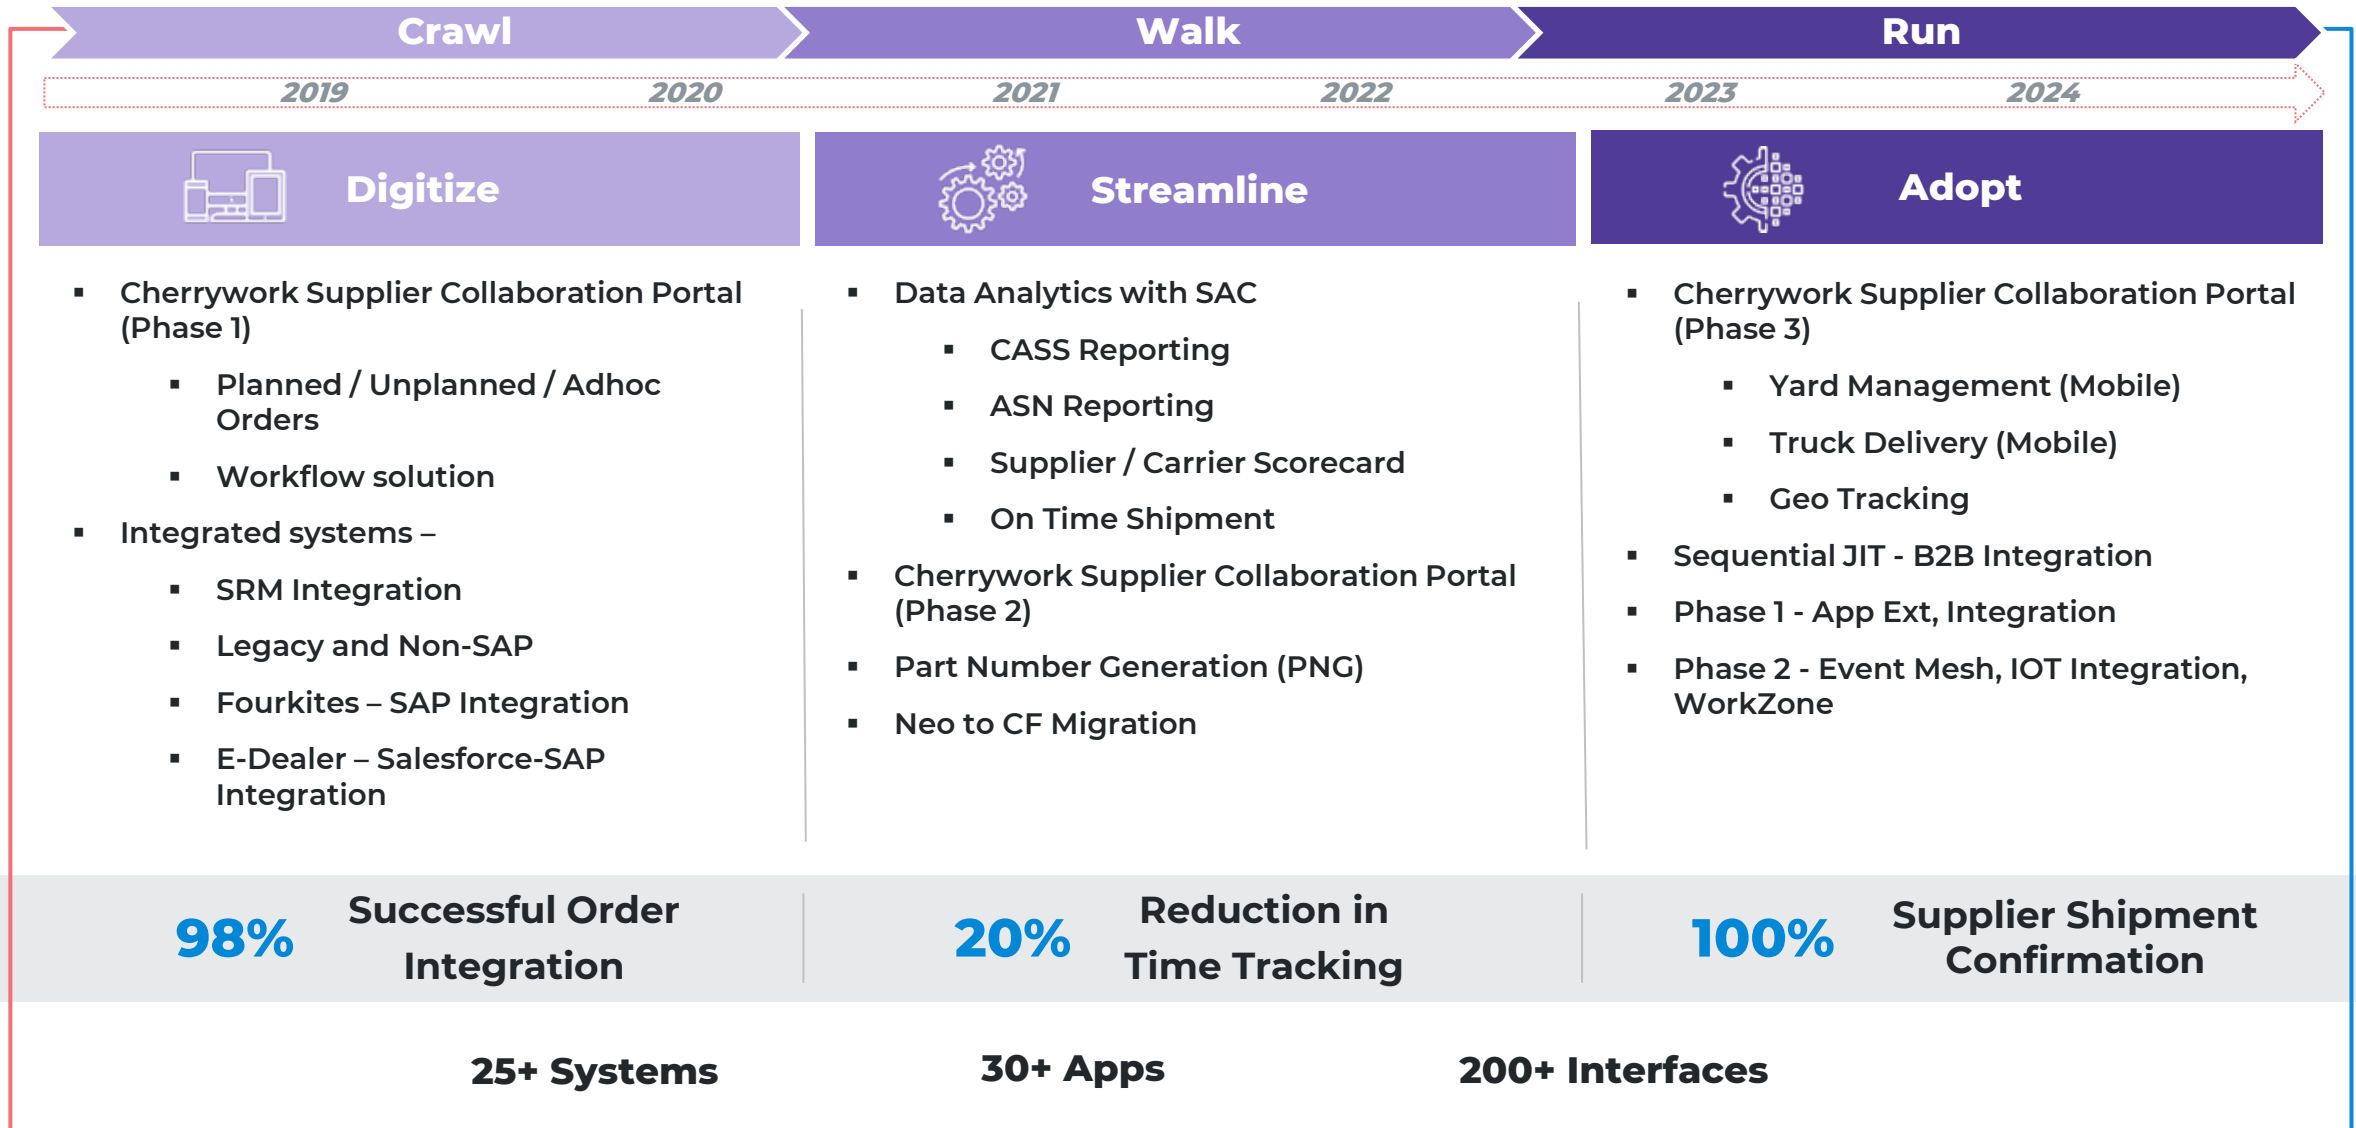 Crawl
Walk
Run
2019
2020
2021
2022
2023
2024
Digitize
Streamline
Adopt
▪ Cherrywork Supplier Collaboration Portal
(Phase 1)
▪ Planned / Unplanned / Adhoc
Orders
▪ Workflow solution
▪ Integrated systems –
▪ SRM Integration
▪ Legacy and Non-SAP
▪ Fourkites – SAP Integration
▪ E-Dealer – Salesforce-SAP
Integration
▪ Data Analytics with SAC
▪ CASS Reporting
▪ ASN Reporting
▪ Supplier / Carrier Scorecard
▪ On Time Shipment
▪ Cherrywork Supplier Collaboration Portal
(Phase 2)
▪ Part Number Generation (PNG)
▪ Neo to CF Migration
▪ Cherrywork Supplier Collaboration Portal
(Phase 3)
▪ Yard Management (Mobile)
▪ Truck Delivery (Mobile)
▪ Geo Tracking
▪ Sequential JIT - B2B Integration
▪ Phase 1 - App Ext, Integration
▪ Phase 2 - Event Mesh, IOT Integration,
WorkZone
98%
Successful Order
Integration
20%
Reduction in
Time Tracking
100%
Supplier Shipment
Confirmation
25+ Systems
30+ Apps
200+ Interfaces